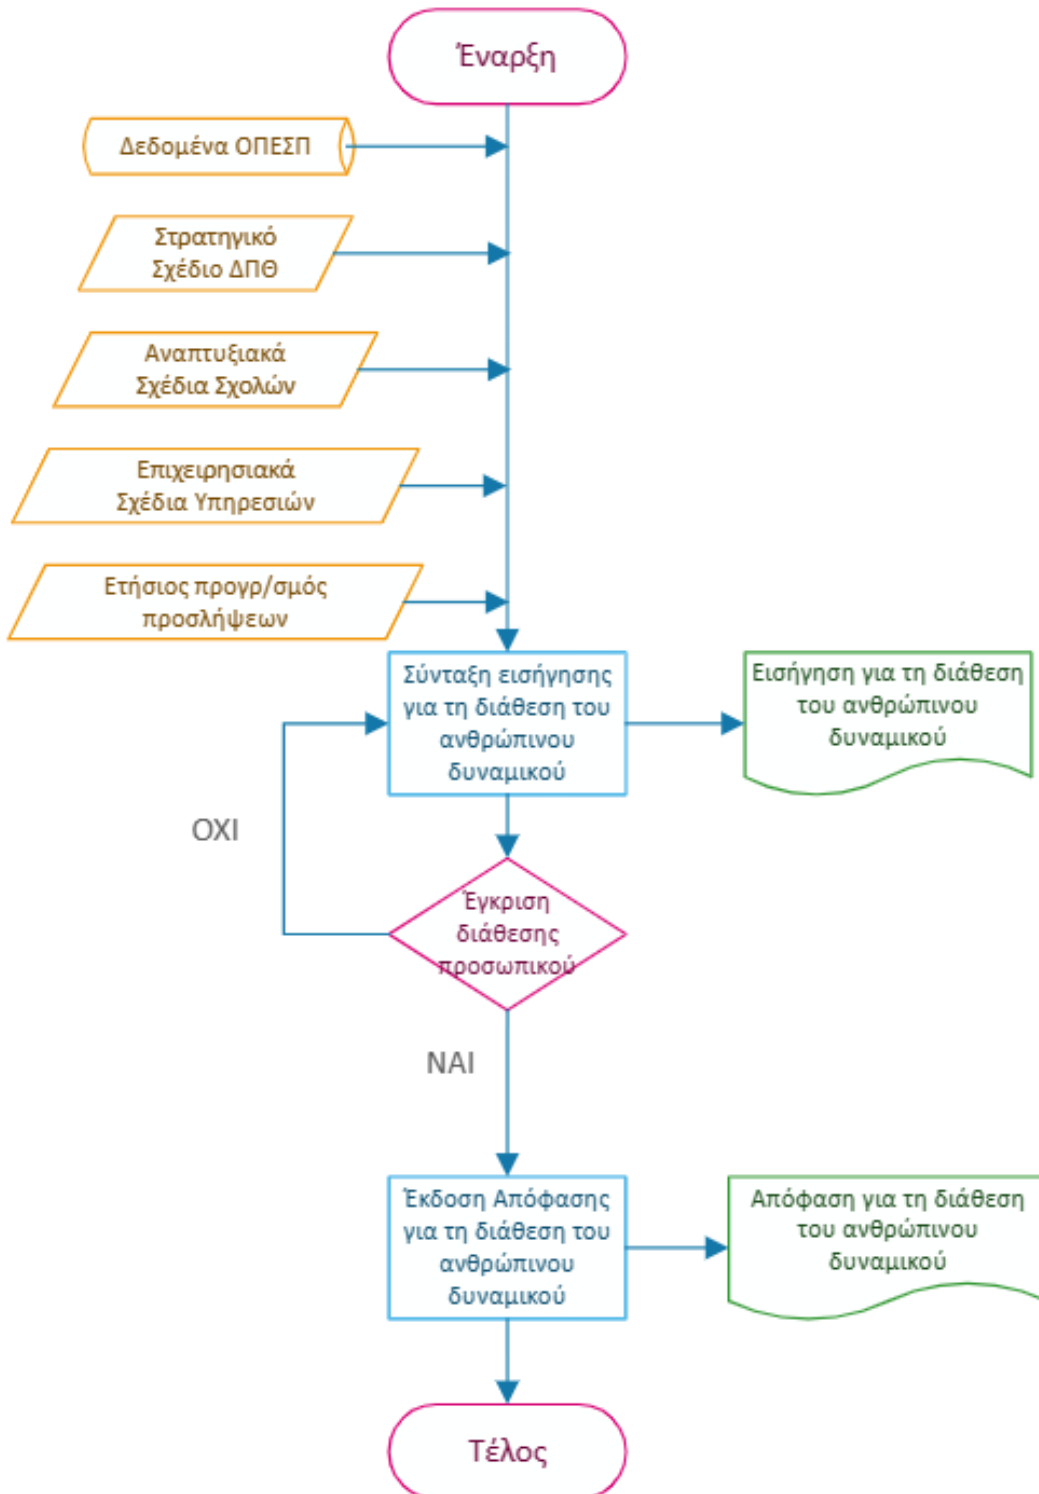 Έναρξη
Δεδομένα ΟΠΕΣΠ
Στρατηγικό
Σχέδιο ΔΠΘ
Αναπτυξιακά
Σχέδια Σχολών
Επιχειρησιακά
Σχέδια Υπηρεσιών
Ετήσιος προγρ/σμός
προσλήψεων
Σύνταξη εισήγησης
για τη διάθεση του
ανθρώπινου
δυναμικού
Εισήγηση για τη διάθεση
του ανθρώπινου
δυναμικού
ΟΧΙ
Έγκριση
διάθεσης
προσωπικού
ΝΑΙ
Έκδοση Απόφασης
για τη διάθεση του
ανθρώπινου
δυναμικού
Απόφαση για τη διάθεση
του ανθρώπινου
δυναμικού
Τέλος